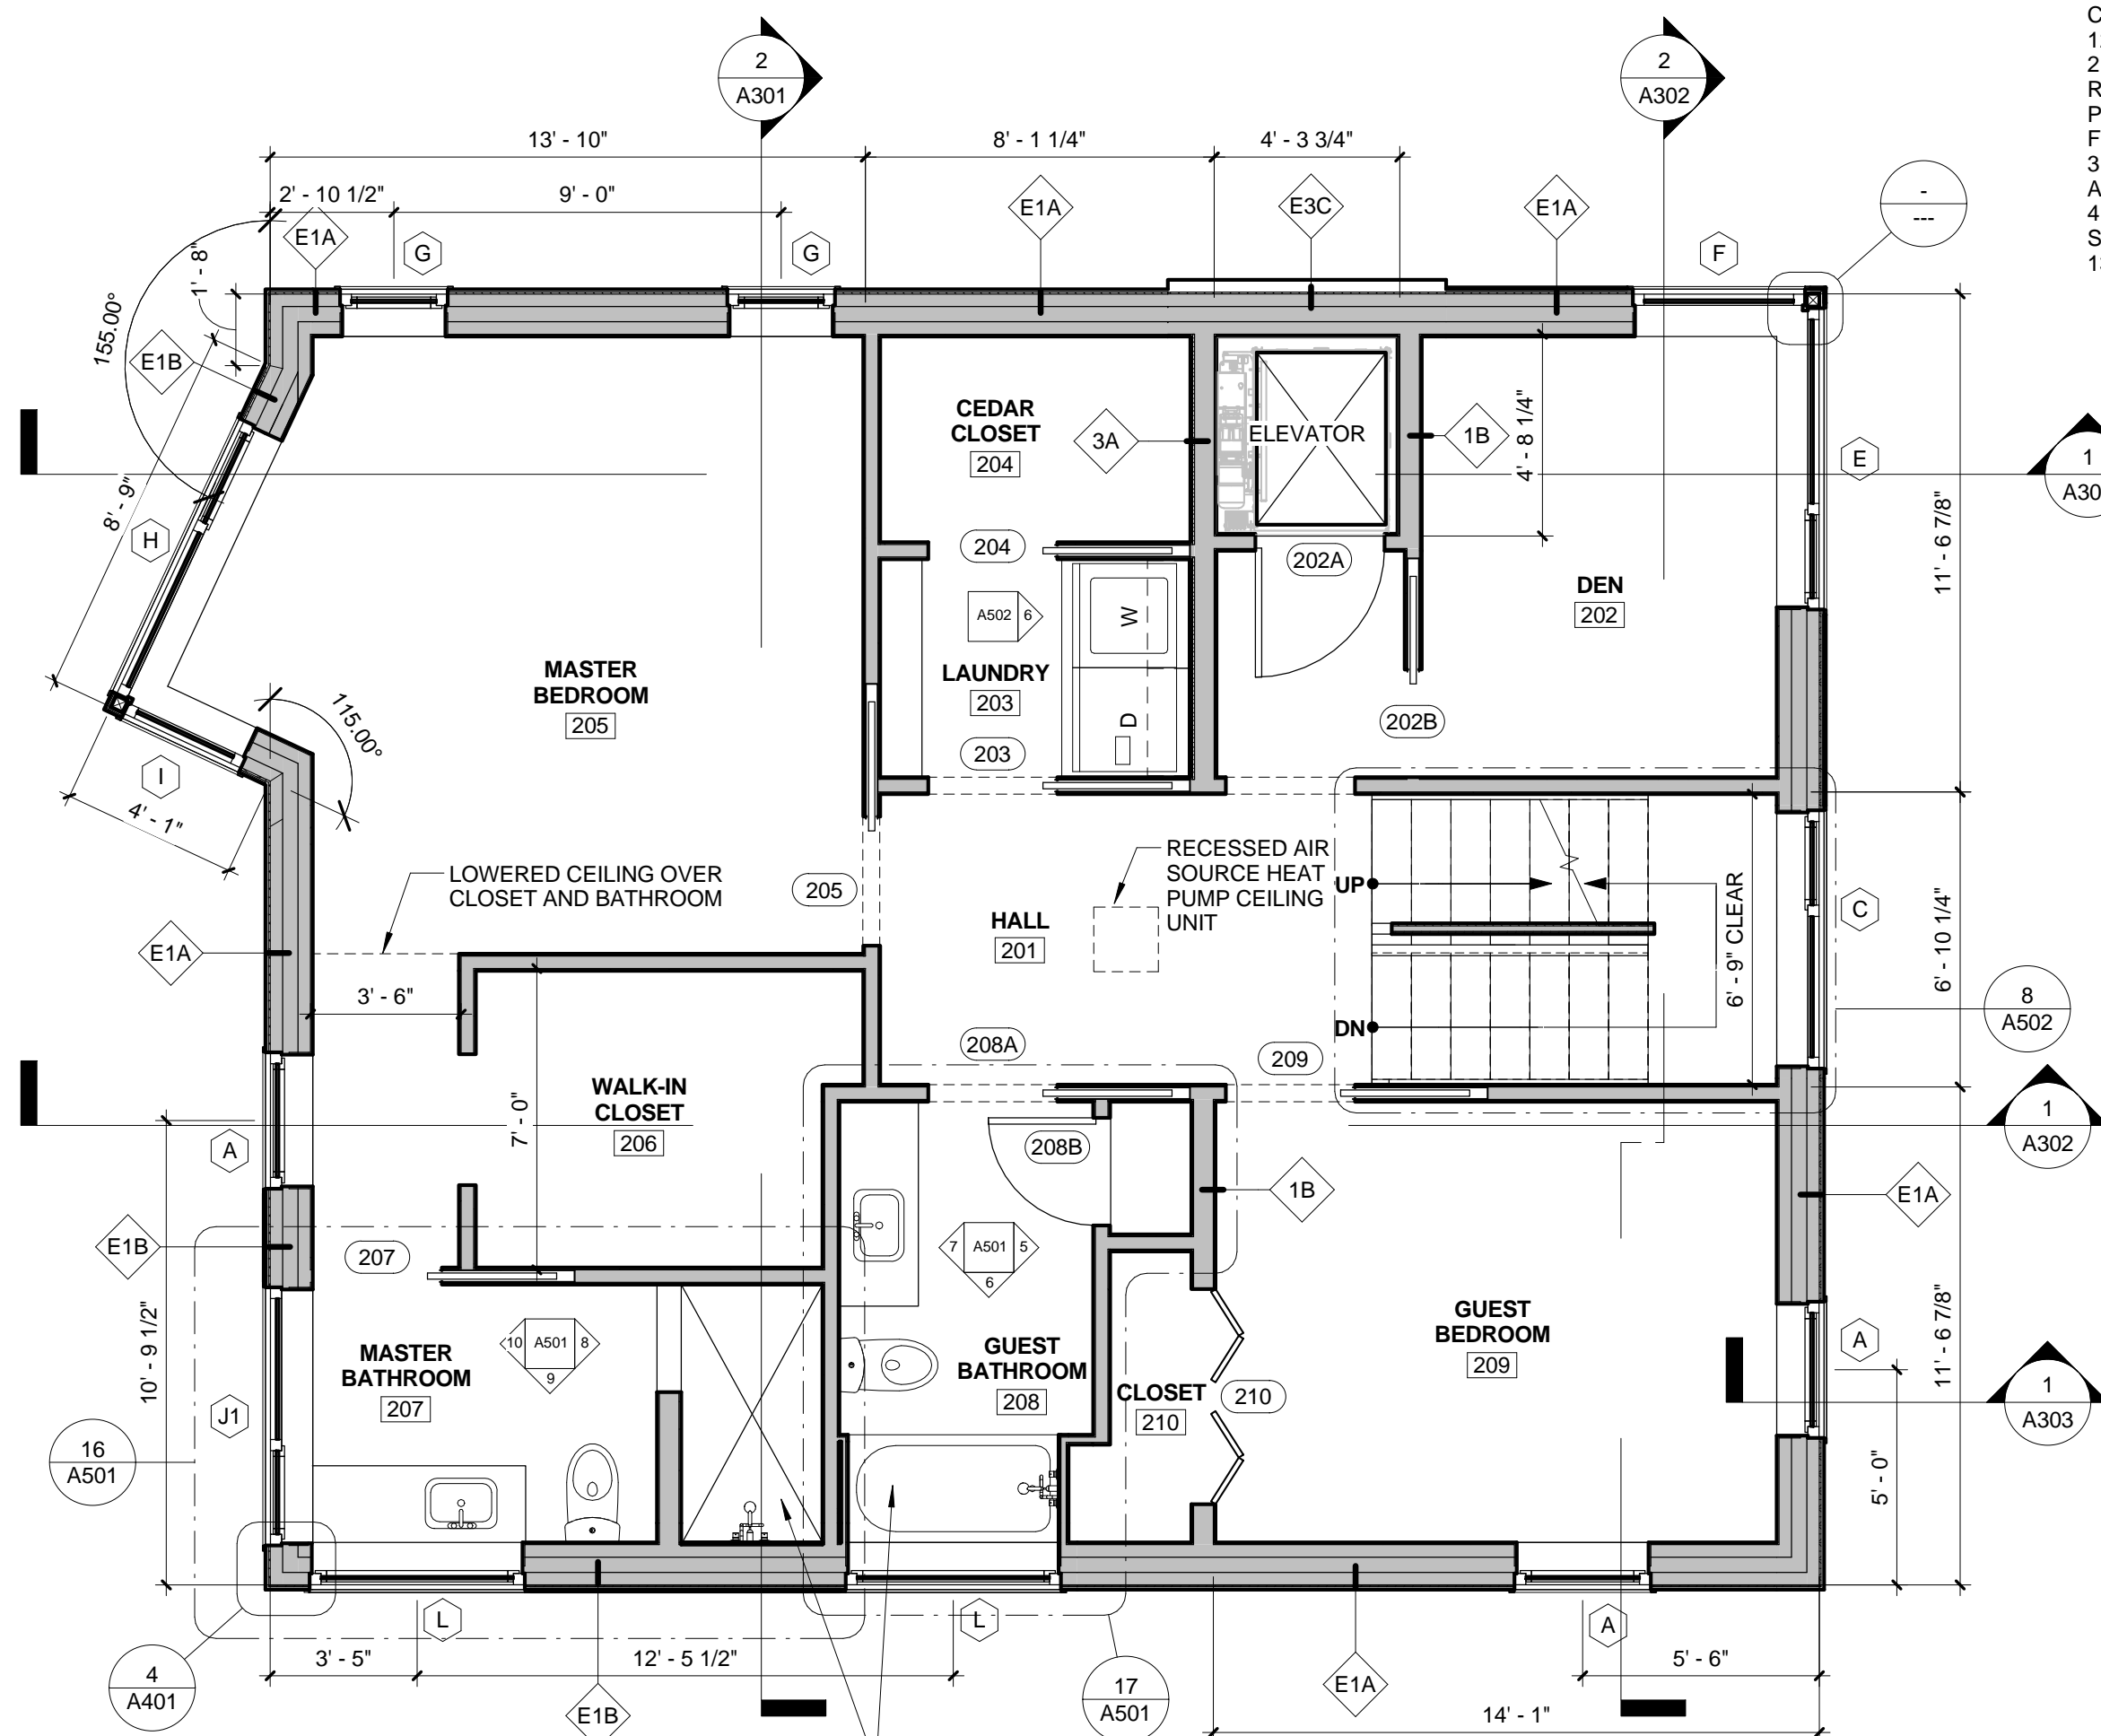 2
A301
2
A302
C
2
R
P
F
3
A
4
S
13' - 10"
8' - 1 1/4"
4' - 3 3/4"
2' - 10 1/2"
9' - 0"
-
---
E1A
G
G
E1A
E3C
E1A
F
1' - 8"
155.00°
E1B
8' - 9"
H
CEDAR
CLOSET
204
3A
ELEVATOR
1B
4' - 8 1/4"
E
1
11' - 6 7/8"
204
202A
DEN
202
A502
6
W
LAUNDRY
203
D
203
202B
MASTER
BEDROOM
205
115.00°
I
4' - 1"
LOWERED CEILING OVER
CLOSET AND BATHROOM
205
RECESSED AIR
SOURCE HEAT
PUMP CEILING
UNIT
UP
HALL
201
6' - 9" CLEAR
C
6' - 10 1/4"
E1A
3' - 6"
DN
8
A502
208A
209
WALK-IN
CLOSET
206
7' - 0"
A
208B
1
A302
1B
E1A
E1B
207
7
A501
5
6
10' - 9 1/2"
MASTER
BATHROOM
207
10
A501
8
9
GUEST
BATHROOM
208
CLOSET
210
210
GUEST
BEDROOM
209
A
11' - 6 7/8"
1
A303
J1
16
A501
5' - 0"
L
L
A
3' - 5"
12' - 5 1/2"
5' - 6"
4
A401
E1B
17
A501
E1A
14' - 1"